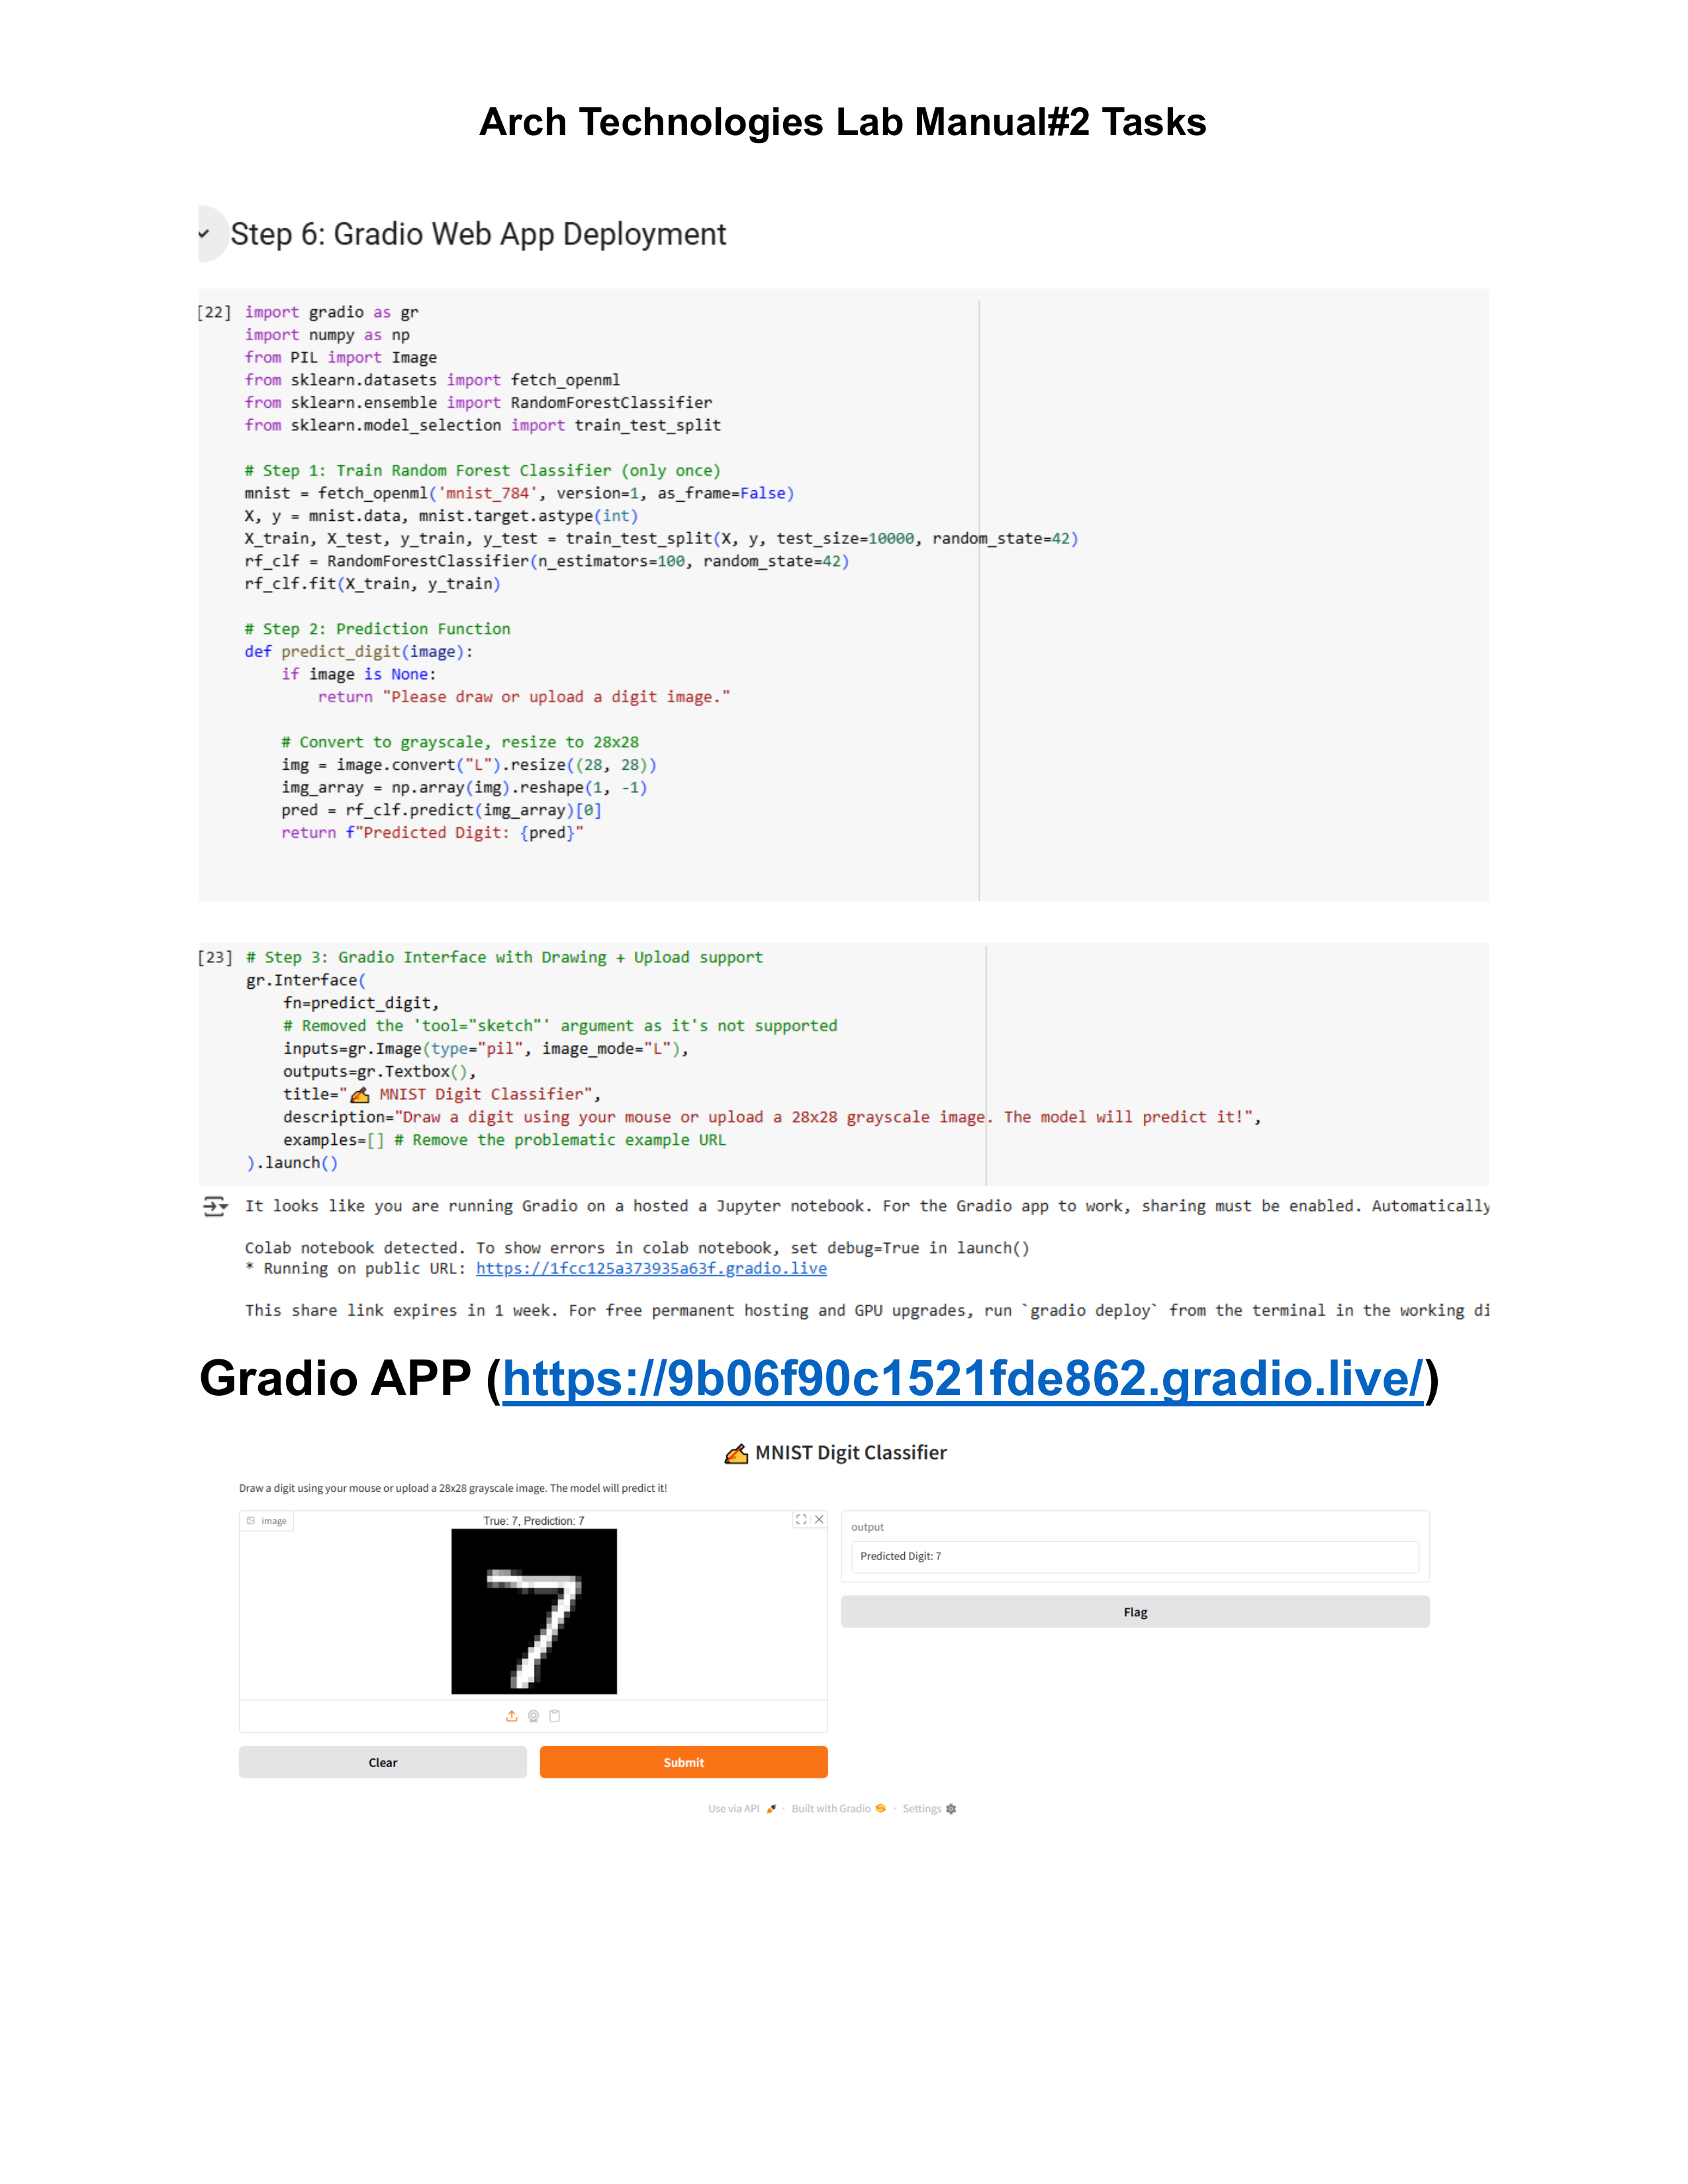 Arch Technologies Lab Manual#2 Tasks
Step 6: Gradio Web App Deployment
[22] import gradio as gr
import numpy as np
from PIL import Image
from sklearn.datasets import fetch_openml
from sklearn.ensemble import RandomForestClassifier
from sklearn.model_selection import train_test_split
# Step 1: Train Random Forest Classifier (only once)
mnist = fetch_openml('mnist_784', version=1, as_frame=False)
X, y = mnist.data, mnist.target.astype(int)
X_train, X_test, y_train, y_test = train_test_split(X, y, test_size=10000, random_state=42)
rf_clf = RandomForestClassifier(n_estimators=100, random_state=42)
rf_clf.fit(X_train, y_train)
# Step 2: Prediction Function
def predict_digit(image):
    if image is None:
        return "Please draw or upload a digit image."
    # Convert to grayscale, resize to 28x28
    img = image.convert("L").resize((28, 28))
    img_array = np.array(img).reshape(1, -1)
    pred = rf_clf.predict(img_array)[0]
    return f"Predicted Digit: {pred}"
[23] # Step 3: Gradio Interface with Drawing + Upload support
gr.Interface(
    fn=predict_digit,
    # Removed the 'tool="sketch"' argument as it's not supported
    inputs=gr.Image(type="pil", image_mode="L"),
    outputs=gr.Textbox(),
    title="✍️ MNIST Digit Classifier",
    description="Draw a digit using your mouse or upload a 28x28 grayscale image. The model will predict it!",
    examples=[] # Remove the problematic example URL
).launch()
It looks like you are running Gradio on a hosted a Jupyter notebook. For the Gradio app to work, sharing must be enabled. Automatically
Colab notebook detected. To show errors in colab notebook, set debug=True in launch()
* Running on public URL: https://1fcc125a373935a63f.gradio.live
This share link expires in 1 week. For free permanent hosting and GPU upgrades, run `gradio deploy` from the terminal in the working di
Gradio APP (https://9b06f90c1521fde862.gradio.live/)
✍️ MNIST Digit Classifier
Draw a digit using your mouse or upload a 28x28 grayscale image. The model will predict it!
image
True: 7, Prediction: 7
7
output
Predicted Digit: 7
Flag
Clear
Submit
Use via API · Built with Gradio · Settings